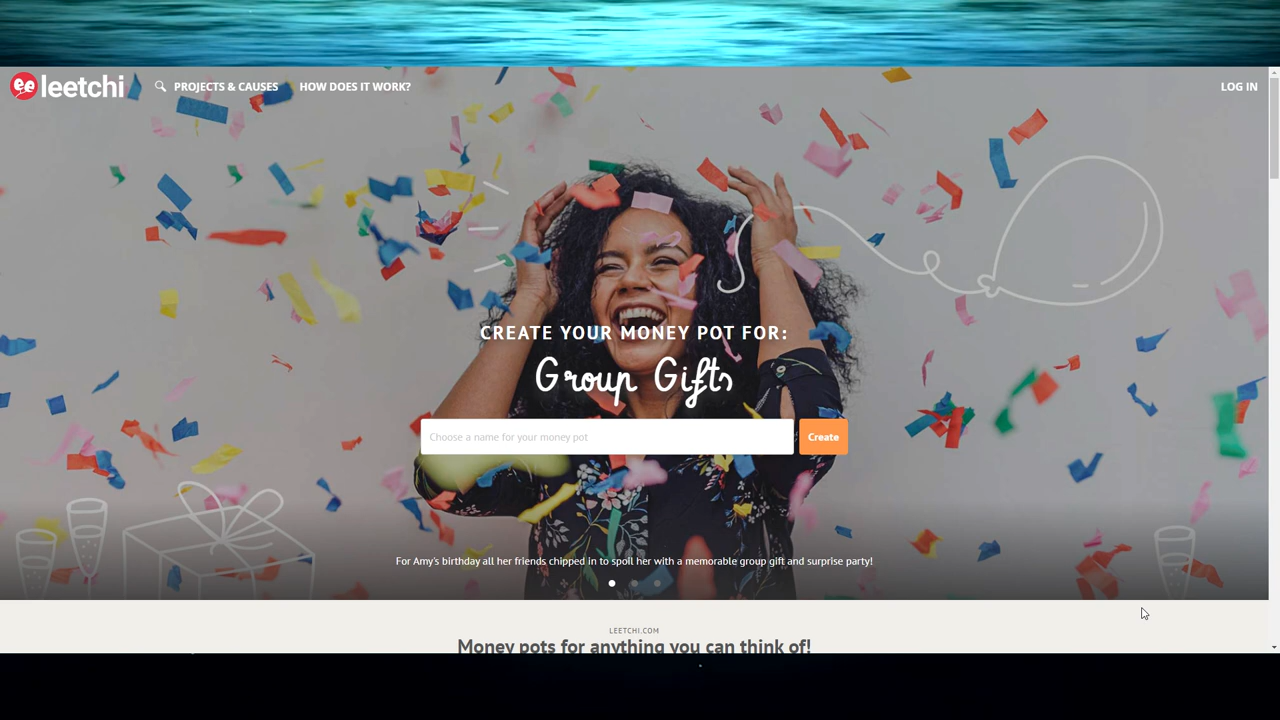 leetchi
PROJECTS & CAUSES
HOW DOES IT WORK?
LOG IN
CREATE YOUR MONEY POT FOR:
Group Gifts
Choose a name for your money pot
Create
For Amy's birthday all her friends chipped in to spoil her with a memorable group gift and surprise party!
LEETCHI.COM
Money pots for anything you can think of!